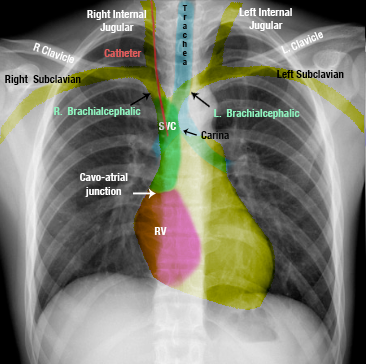 Right Internal
Jugular
Trachea
Left Internal
Jugular
R Clavicle
L. Clavicle
Catheter
Right Subclavian
Left Subclavian
R. Brachialcephalic
L. Brachialcephalic
SVC
Carina
Cavo-atrial
junction
RV